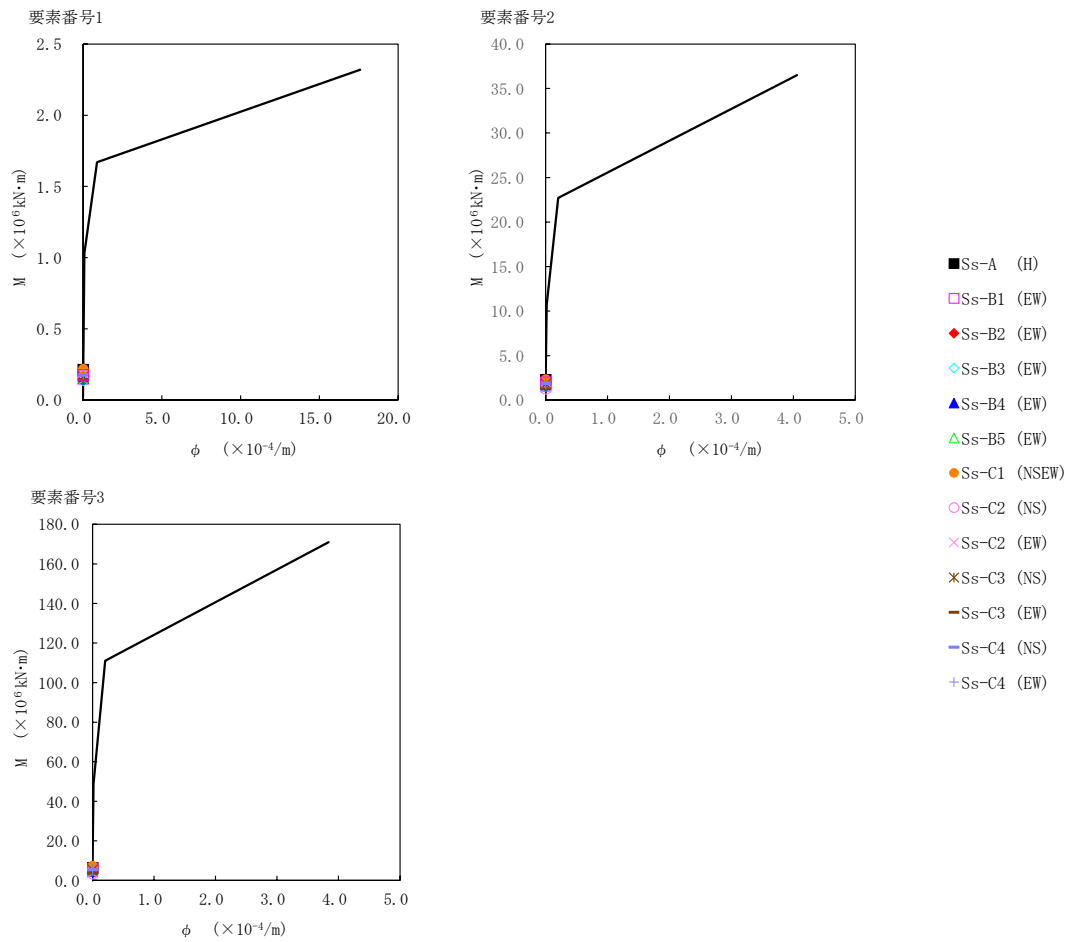 要素番号1
2.5
2.0
1.5
1.0
0.5
0.0
M (×10⁶kN・m)
0.0 5.0 10.0 15.0 20.0
φ (×10⁻⁴/m)
要素番号2
40.0
35.0
30.0
25.0
20.0
15.0
10.0
5.0
0.0
M (×10⁶kN・m)
0.0 1.0 2.0 3.0 4.0 5.0
φ (×10⁻⁴/m)
要素番号3
180.0
160.0
140.0
120.0
100.0
80.0
60.0
40.0
20.0
0.0
M (×10⁶kN・m)
0.0 1.0 2.0 3.0 4.0 5.0
φ (×10⁻⁴/m)
Ss-A (H)
Ss-B1 (EW)
Ss-B2 (EW)
Ss-B3 (EW)
Ss-B4 (EW)
Ss-B5 (EW)
Ss-C1 (NSEW)
Ss-C2 (NS)
Ss-C2 (EW)
Ss-C3 (NS)
Ss-C3 (EW)
Ss-C4 (NS)
Ss-C4 (EW)